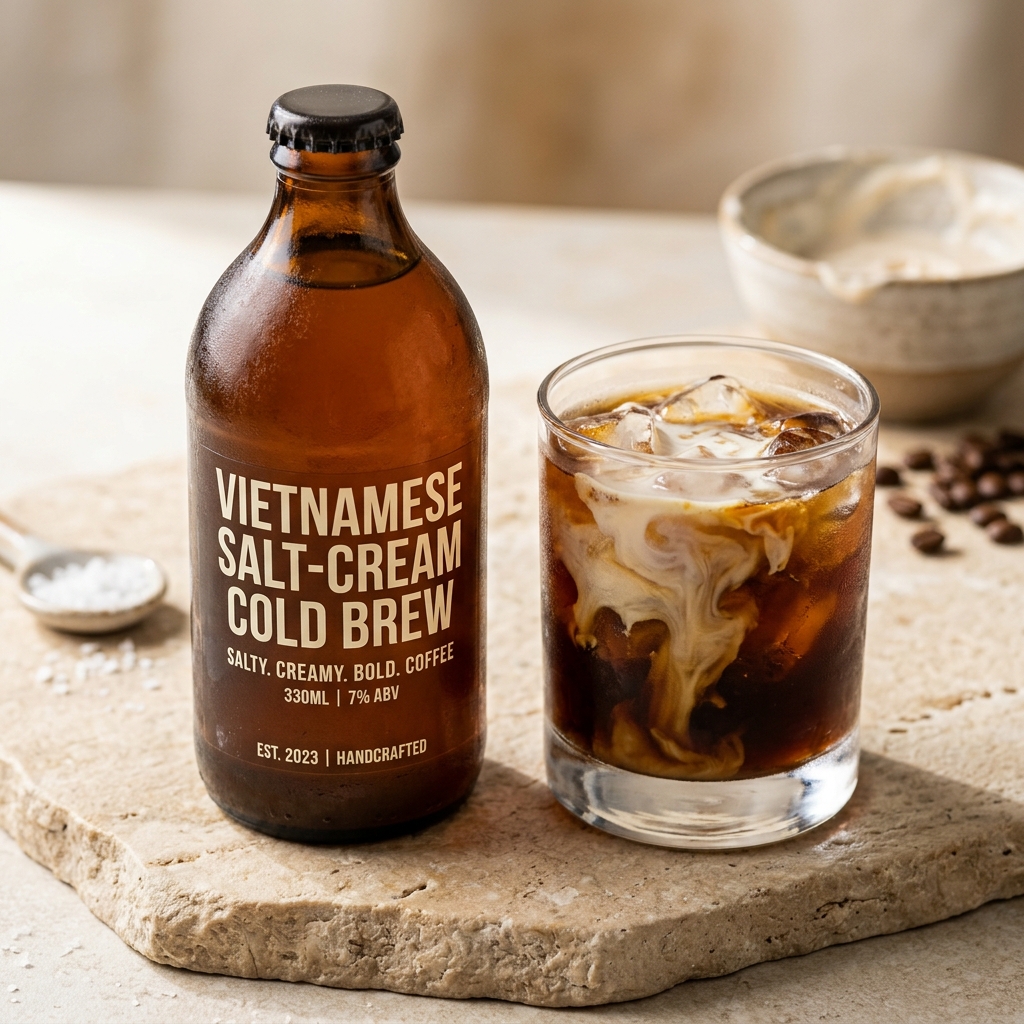 VIETNAMESE
SALT-CREAM
COLD BREW
SALTY. CREAMY. BOLD. COFFEE
330ML | 7% ABV
EST. 2023 | HANDCRAFTED